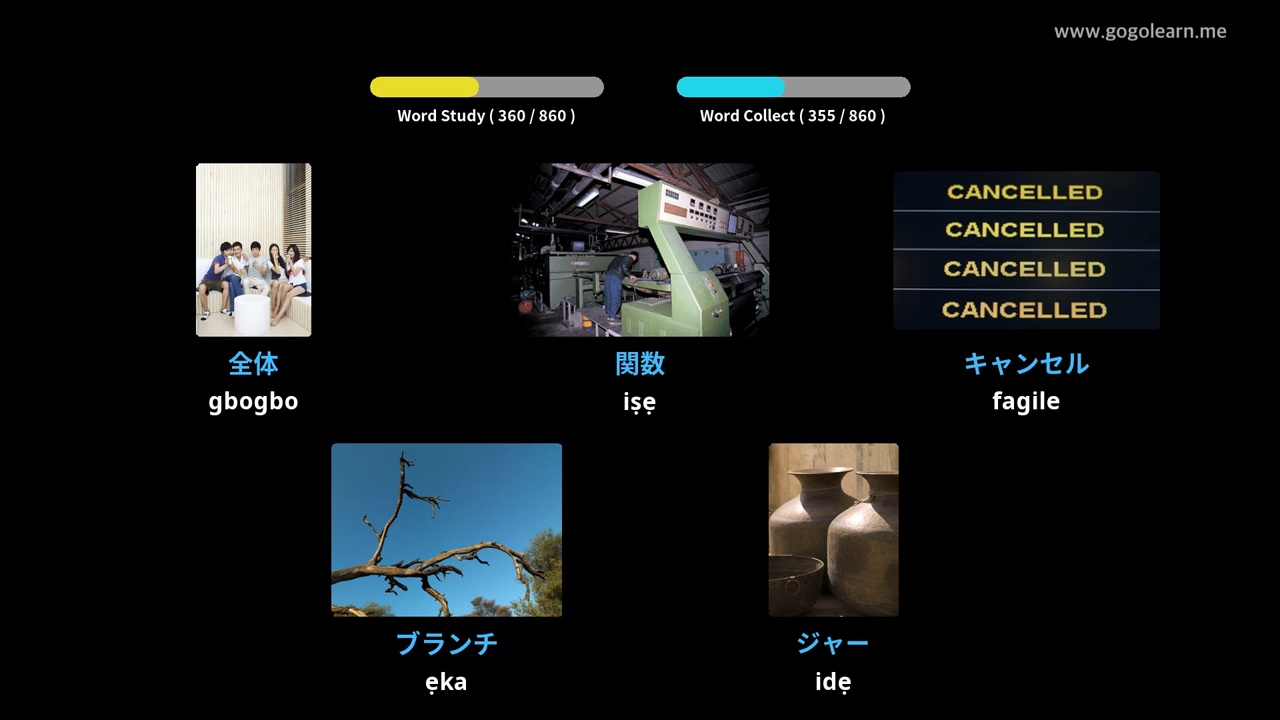 www.gogolearn.me
Word Study ( 360 / 860 )
Word Collect ( 355 / 860 )
CANCELLED
CANCELLED
CANCELLED
CANCELLED
全体
gbogbo
関数
iṣẹ
キャンセル
fagile
ブランチ
ẹka
ジャー
idẹ